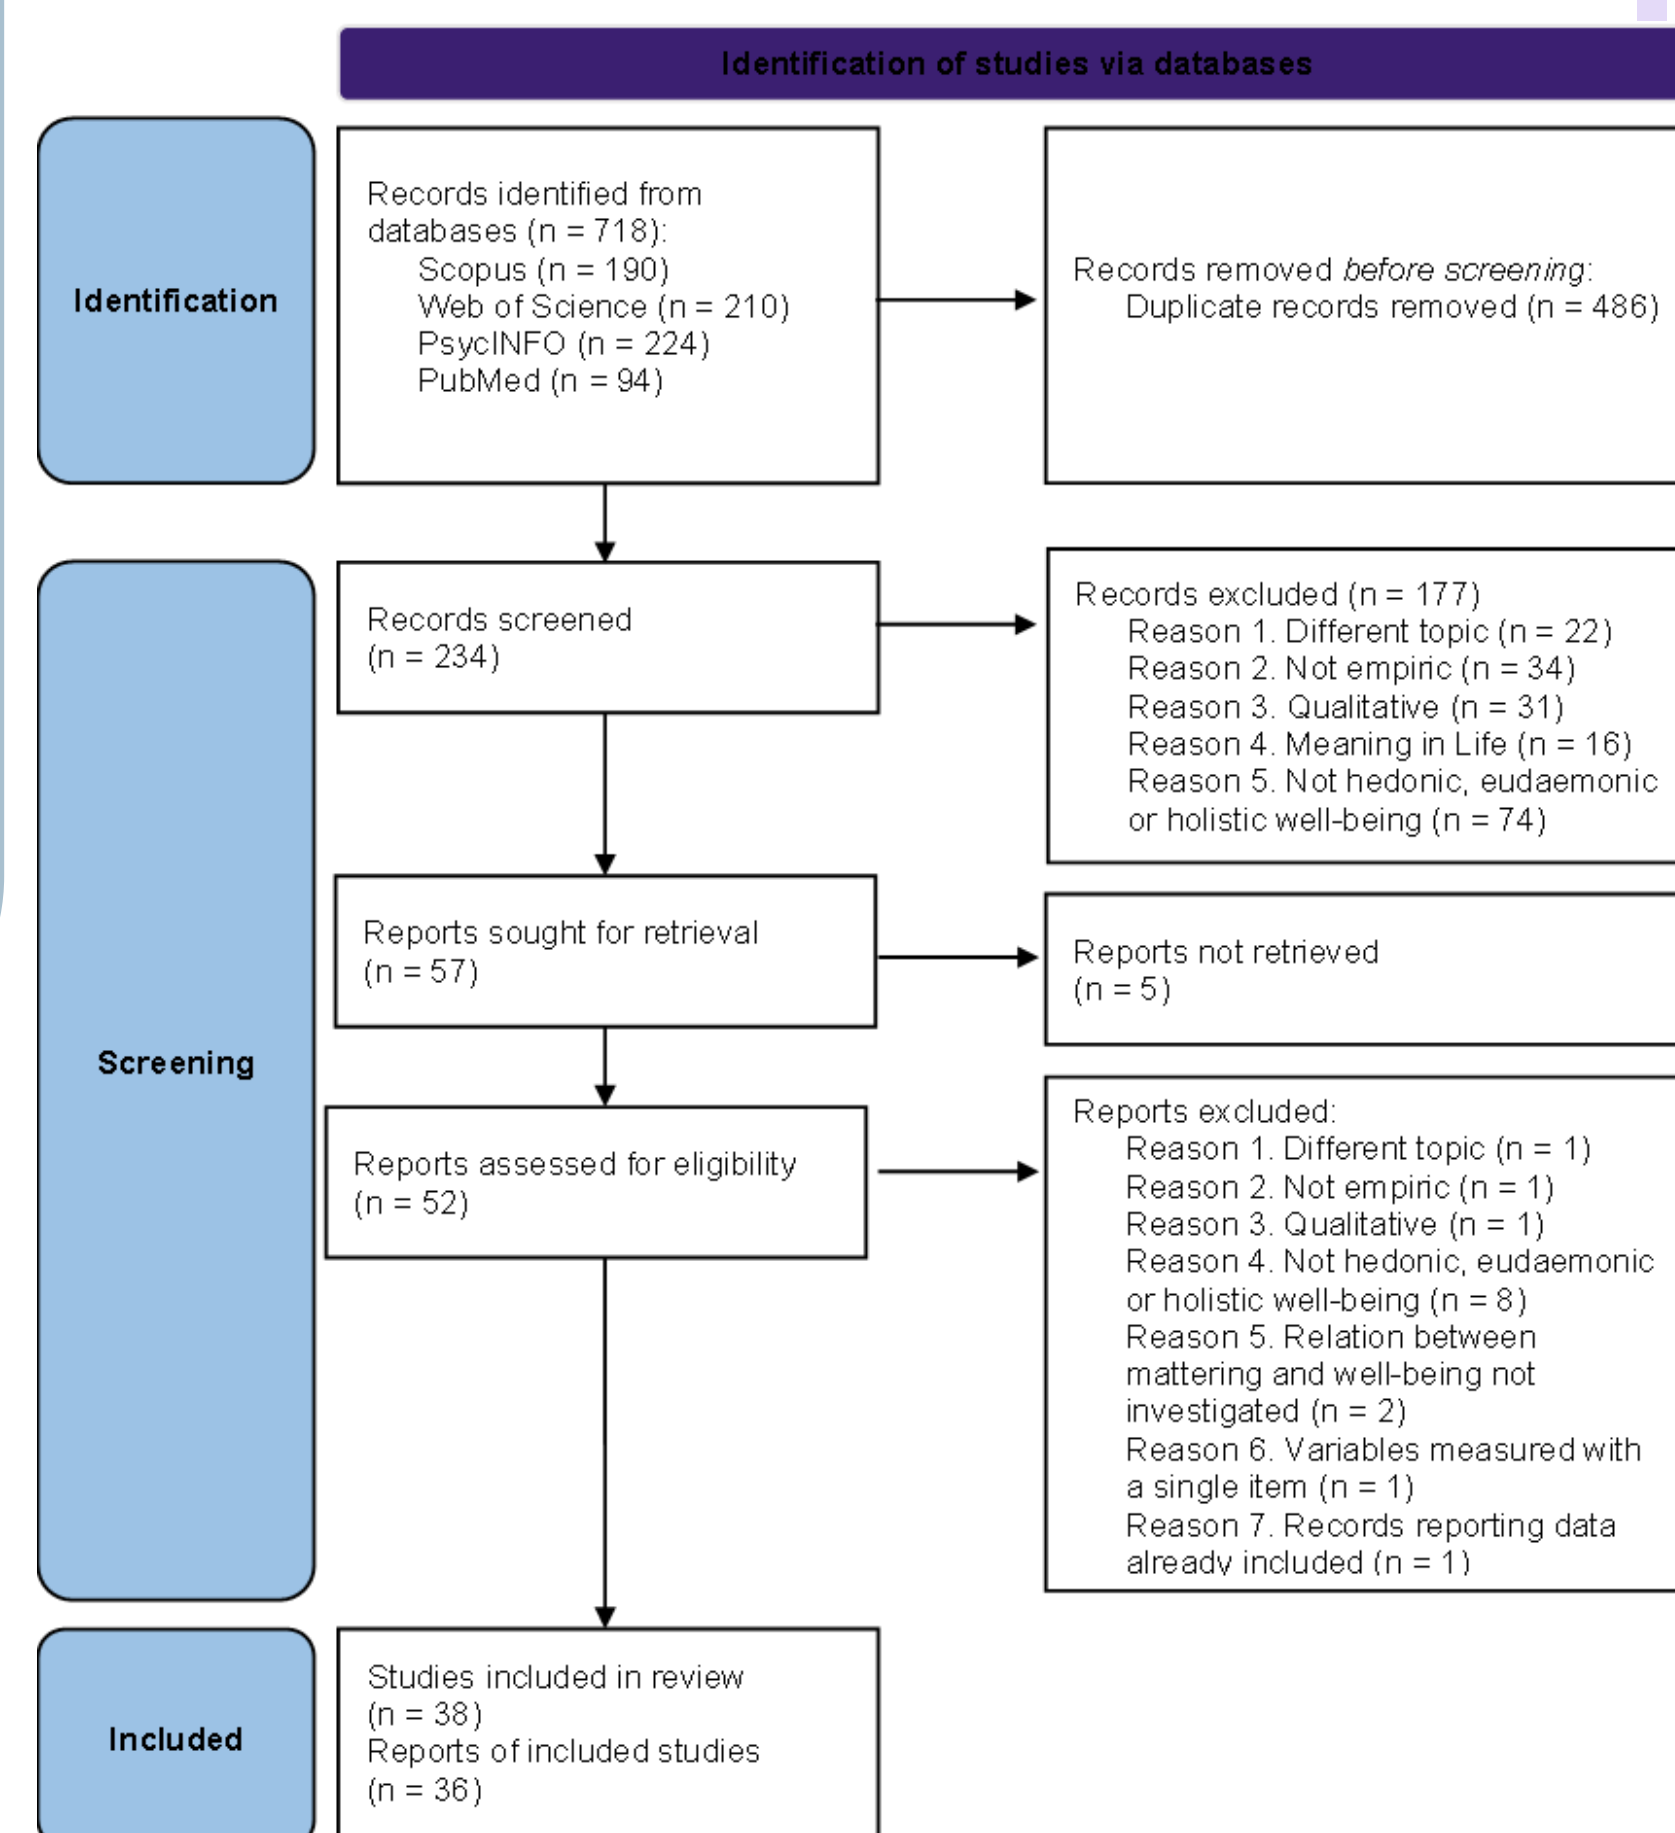 Identification of studies via databases
Identification
Records identified from
databases (n = 718):
Scopus (n = 190)
Web of Science (n = 210)
PsycINFO (n = 224)
PubMed (n = 94)
Records removed before screening:
Duplicate records removed (n = 486)
Screening
Records screened
(n = 234)
Records excluded (n = 177)
Reason 1. Different topic (n = 22)
Reason 2. Not empiric (n = 34)
Reason 3. Qualitative (n = 31)
Reason 4. Meaning in Life (n = 16)
Reason 5. Not hedonic, eudaemonic
or holistic well-being (n = 74)
Reports sought for retrieval
(n = 57)
Reports not retrieved
(n = 5)
Reports assessed for eligibility
(n = 52)
Reports excluded:
Reason 1. Different topic (n = 1)
Reason 2. Not empiric (n = 1)
Reason 3. Qualitative (n = 1)
Reason 4. Not hedonic, eudaemonic
or holistic well-being (n = 8)
Reason 5. Relation between
mattering and well-being not
investigated (n = 2)
Reason 6. Variables measured with
a single item (n = 1)
Reason 7. Records reporting data
already included (n = 1)
Included
Studies included in review
(n = 38)
Reports of included studies
(n = 36)